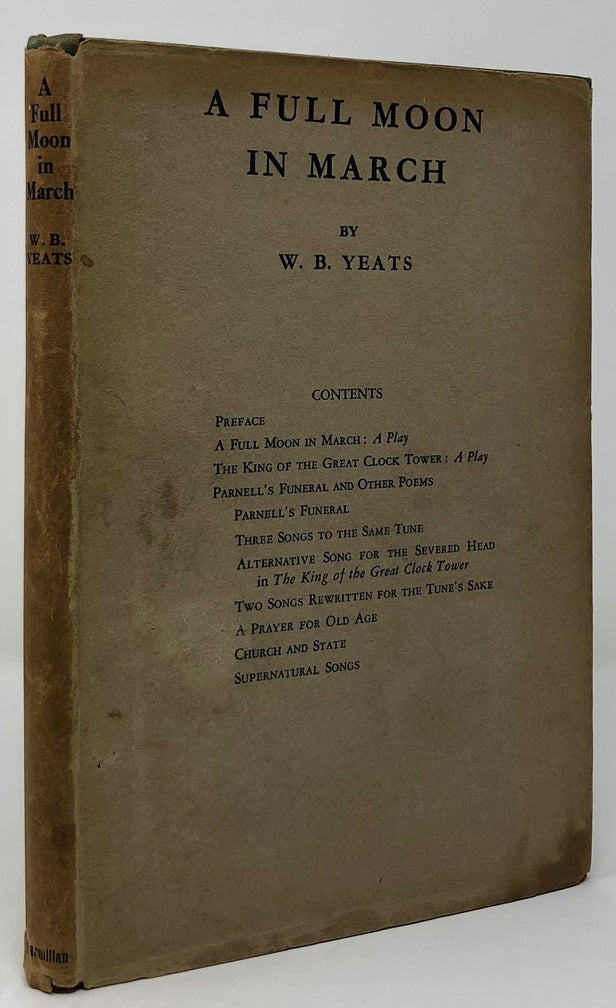 A
Full
Moon
in
March
W. B.
YEATS
A FULL MOON
IN MARCH
BY
W. B. YEATS
CONTENTS
PREFACE
A FULL MOON IN MARCH: A Play
THE KING OF THE GREAT CLOCK TOWER: A Play
PARNELL'S FUNERAL AND OTHER POEMS
PARNELL'S FUNERAL
THREE SONGS TO THE SAME TUNE
ALTERNATIVE SONG FOR THE SEVERED HEAD
in The King of the Great Clock Tower
TWO SONGS REWRITTEN FOR THE TUNE'S SAKE
A PRAYER FOR OLD AGE
CHURCH AND STATE
SUPERNATURAL SONGS
Macmillan